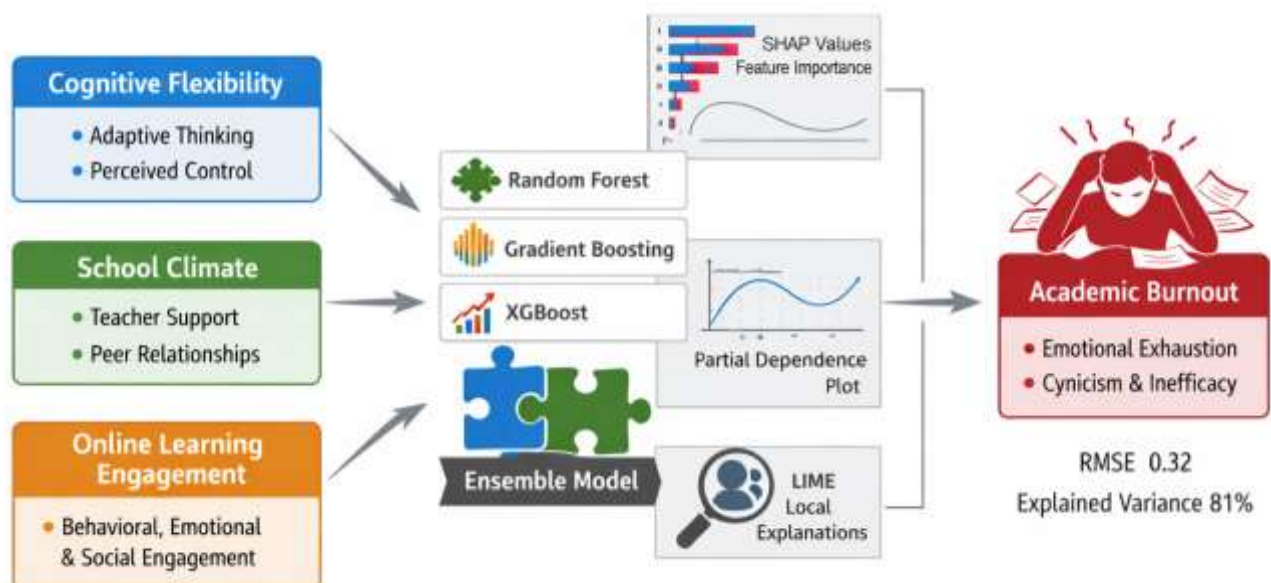 Cognitive Flexibility
• Adaptive Thinking
• Perceived Control
School Climate
• Teacher Support
• Peer Relationships
Online Learning
Engagement
• Behavioral, Emotional
& Social Engagement
Random Forest
Gradient Boosting
XGBoost
Ensemble Model
SHAP Values
Feature Importance
Partial Dependence
Plot
LIME
Local
Explanations
Academic Burnout
• Emotional Exhaustion
• Cynicism & Inefficacy
RMSE 0.32
Explained Variance 81%